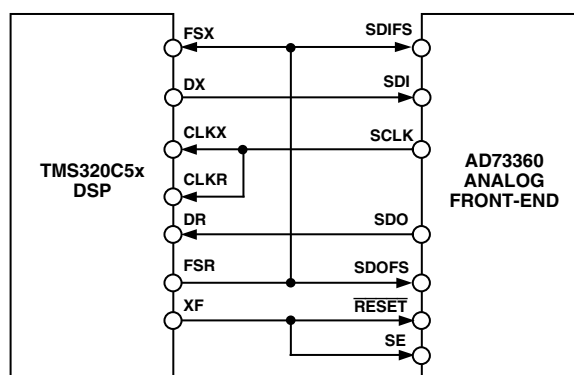 FSX
SDIFS
DX
SDI
CLKX
SCLK
TMS320C5x
DSP
AD73360
ANALOG
FRONT-END
CLKR
DR
SDO
FSR
SDOFS
XF
RESET
SE